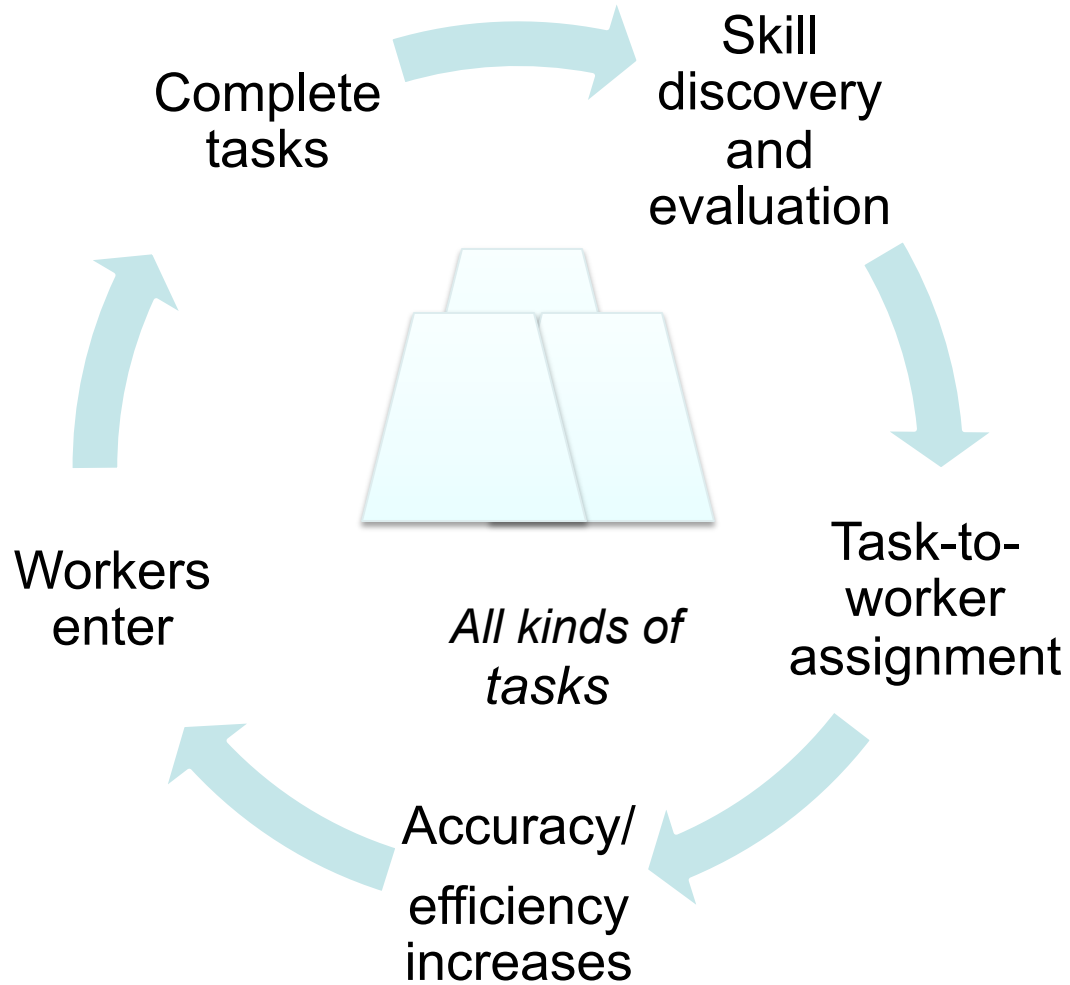 Skill
discovery
and
evaluation
Complete
tasks
Task-to-
worker
assignment
Workers
enter
All kinds of
tasks
Accuracy/
efficiency
increases